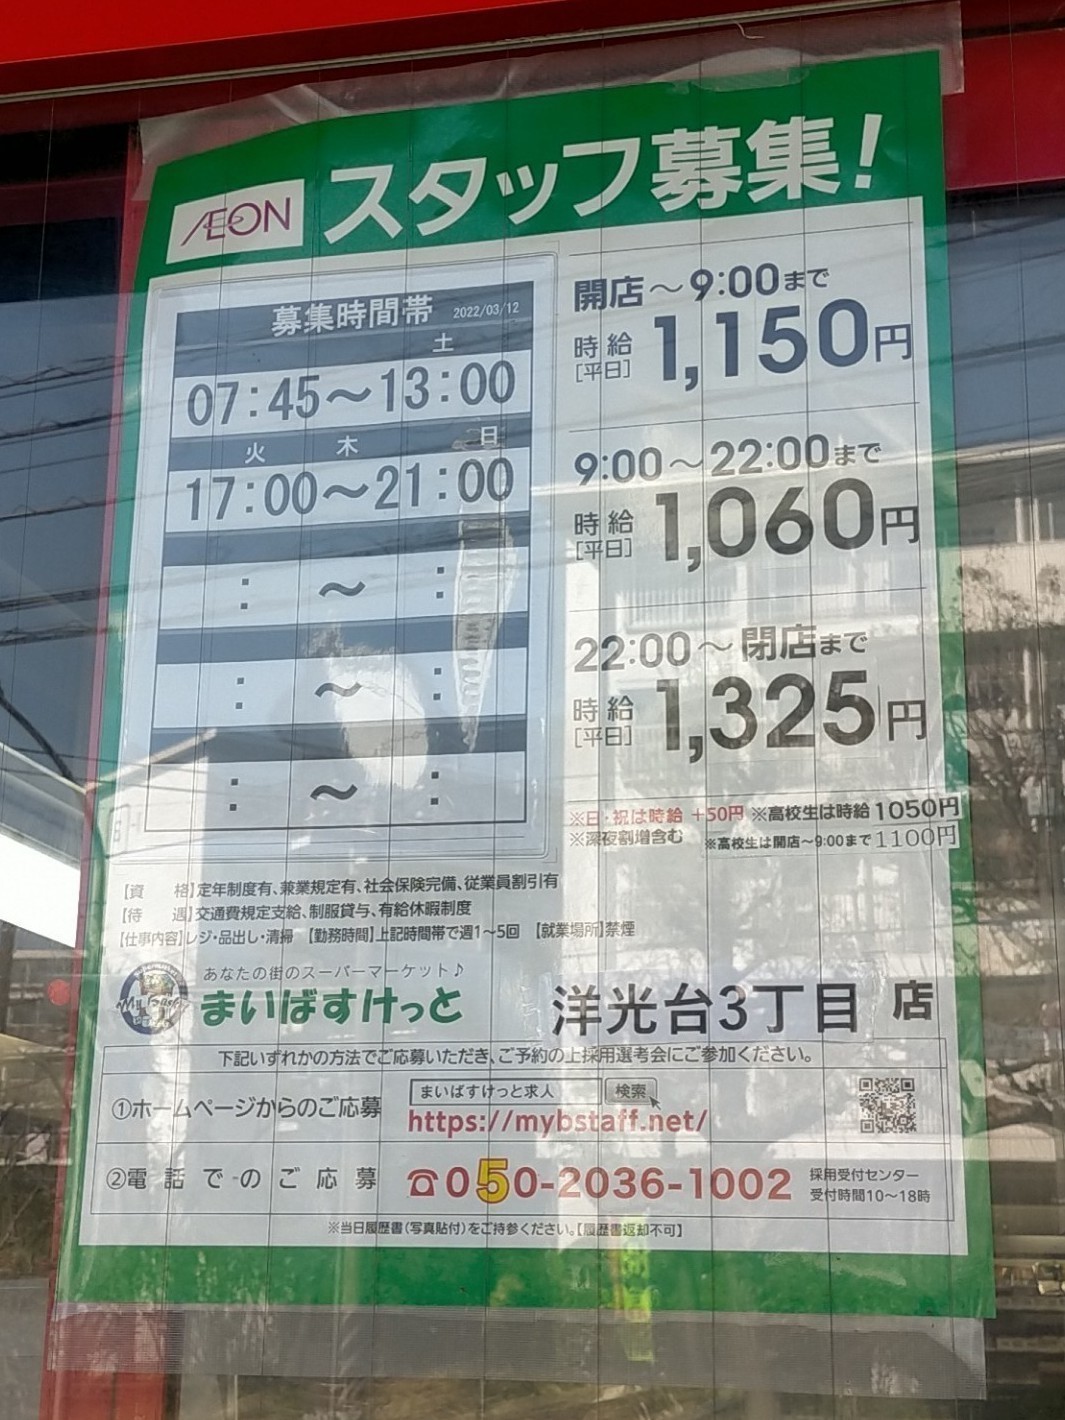 AEON スタッフ募集!
募集時間帯 2022/03/12
土
07:45～13:00
火 木 日
17:00～21:00
: ～ :
: ～ :
: ～ :
開店～9:00まで
時給[平日] 1,150円
9:00～22:00まで
時給[平日] 1,060円
22:00～閉店まで
時給[平日] 1,325円
※日・祝は時給 +50円 ※高校生は時給1050円
※深夜割増含む ※高校生は開店～9:00まで1100円
【資 格】定年制度有、兼業規定有、社会保険完備、従業員割引有
【待 遇】交通費規定支給、制服貸与、有給休暇制度
【仕事内容】レジ・品出し・清掃 【勤務時間】上記時間帯で週1～5回 【就業場所】禁煙
あなたの街のスーパーマーケット♪
まいばすけっと 洋光台3丁目 店
下記いずれかの方法でご応募いただき、ご予約の上採用選考会にご参加ください。
①ホームページからのご応募 まいばすけっと求人 検索
https://mybstaff.net/
②電話でのご応募 ☎050-2036-1002 採用受付センター
受付時間10～18時
※当日履歴書(写真貼付)をご持参ください。【履歴書返却不可】